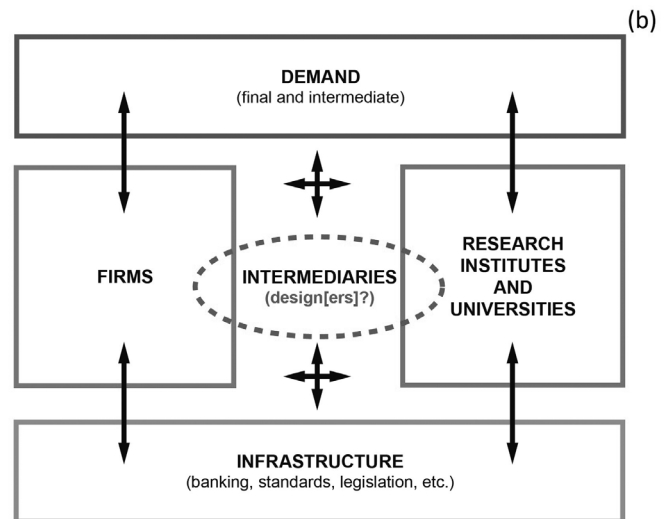 (b)
DEMAND
(final and intermediate)
FIRMS
INTERMEDIARIES
(design[ers]?)
RESEARCH
INSTITUTES
AND
UNIVERSITIES
INFRASTRUCTURE
(banking, standards, legislation, etc.)